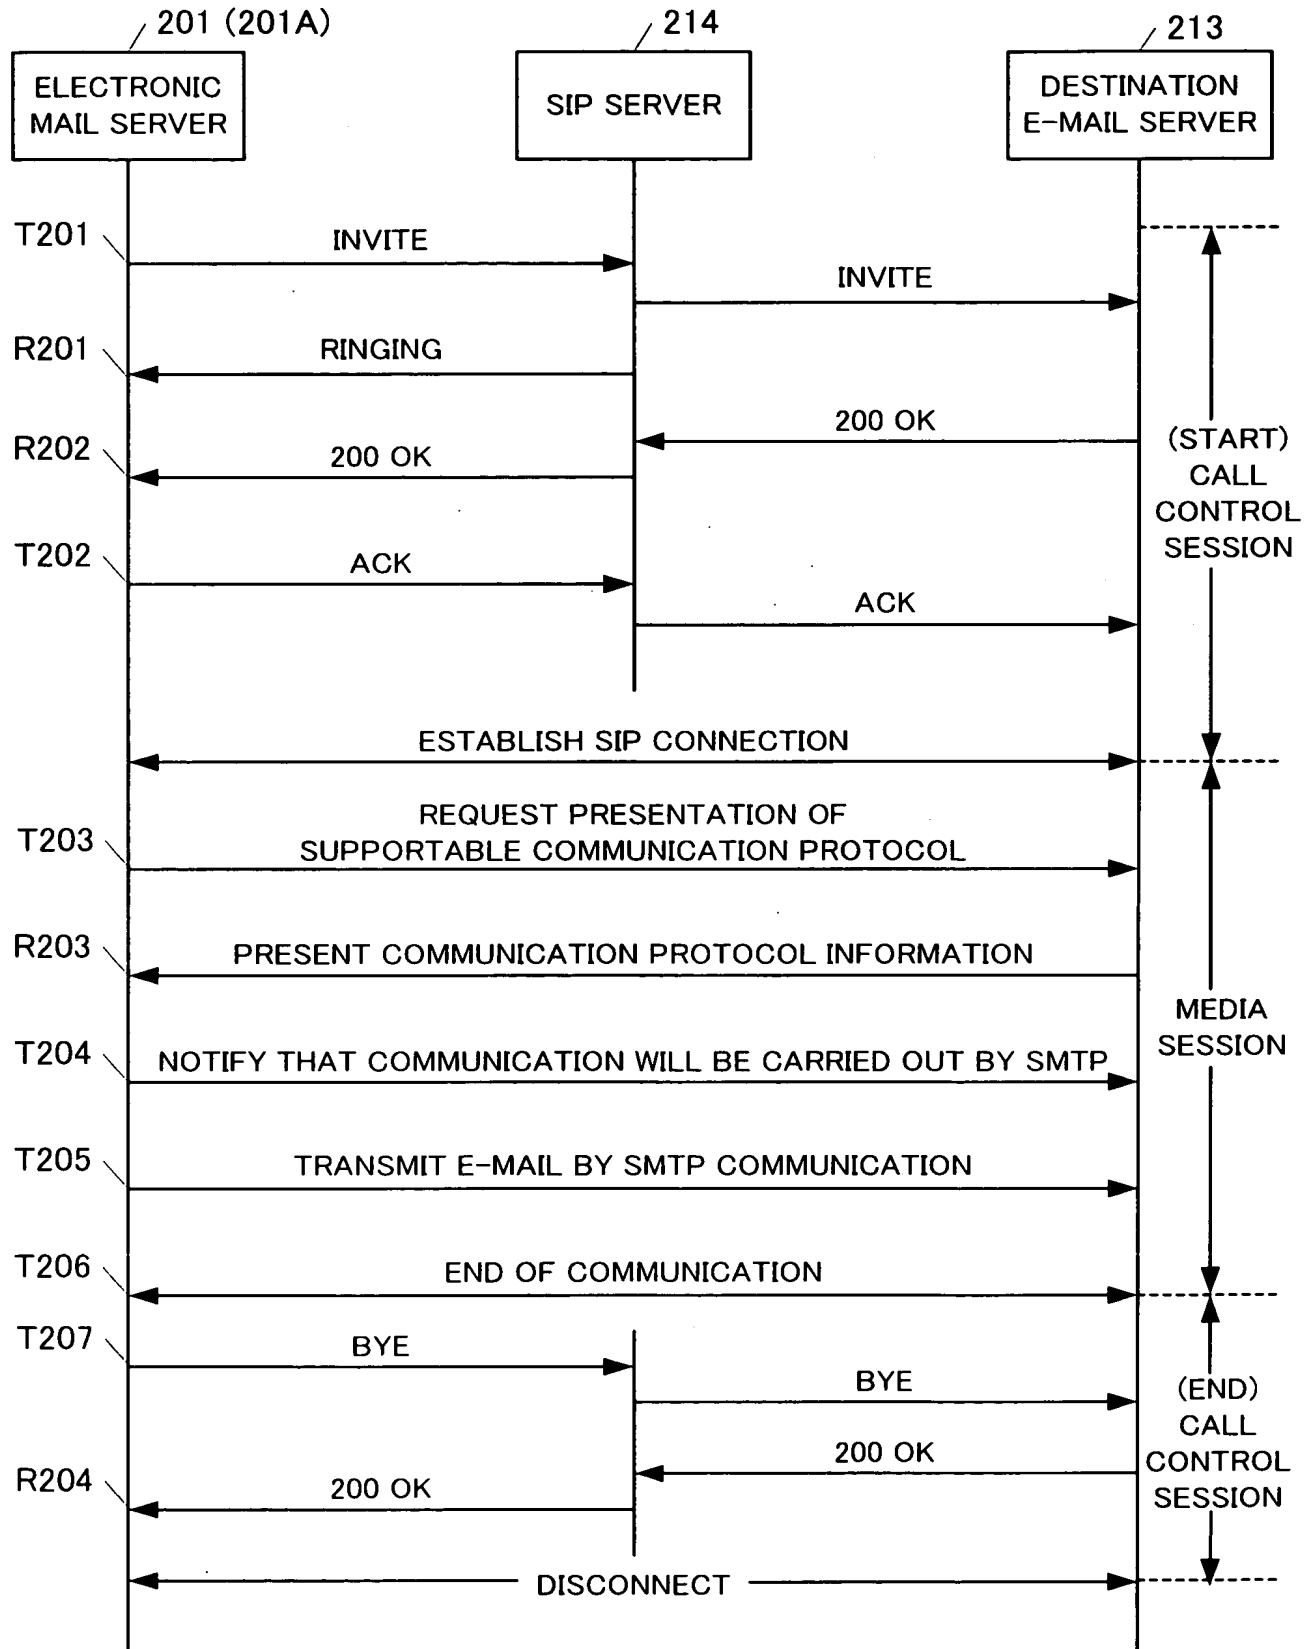 201 (201A)
214
213
ELECTRONIC
MAIL SERVER
SIP SERVER
DESTINATION
E-MAIL SERVER
T201
INVITE
INVITE
R201
RINGING
200 OK
R202
200 OK
(START)
CALL
CONTROL
SESSION
T202
ACK
ACK
ESTABLISH SIP CONNECTION
REQUEST PRESENTATION OF
T203
SUPPORTABLE COMMUNICATION PROTOCOL
R203
PRESENT COMMUNICATION PROTOCOL INFORMATION
MEDIA
SESSION
T204
NOTIFY THAT COMMUNICATION WILL BE CARRIED OUT BY SMTP
T205
TRANSMIT E-MAIL BY SMTP COMMUNICATION
T206
END OF COMMUNICATION
T207
BYE
BYE
(END)
CALL
CONTROL
SESSION
200 OK
R204
200 OK
DISCONNECT